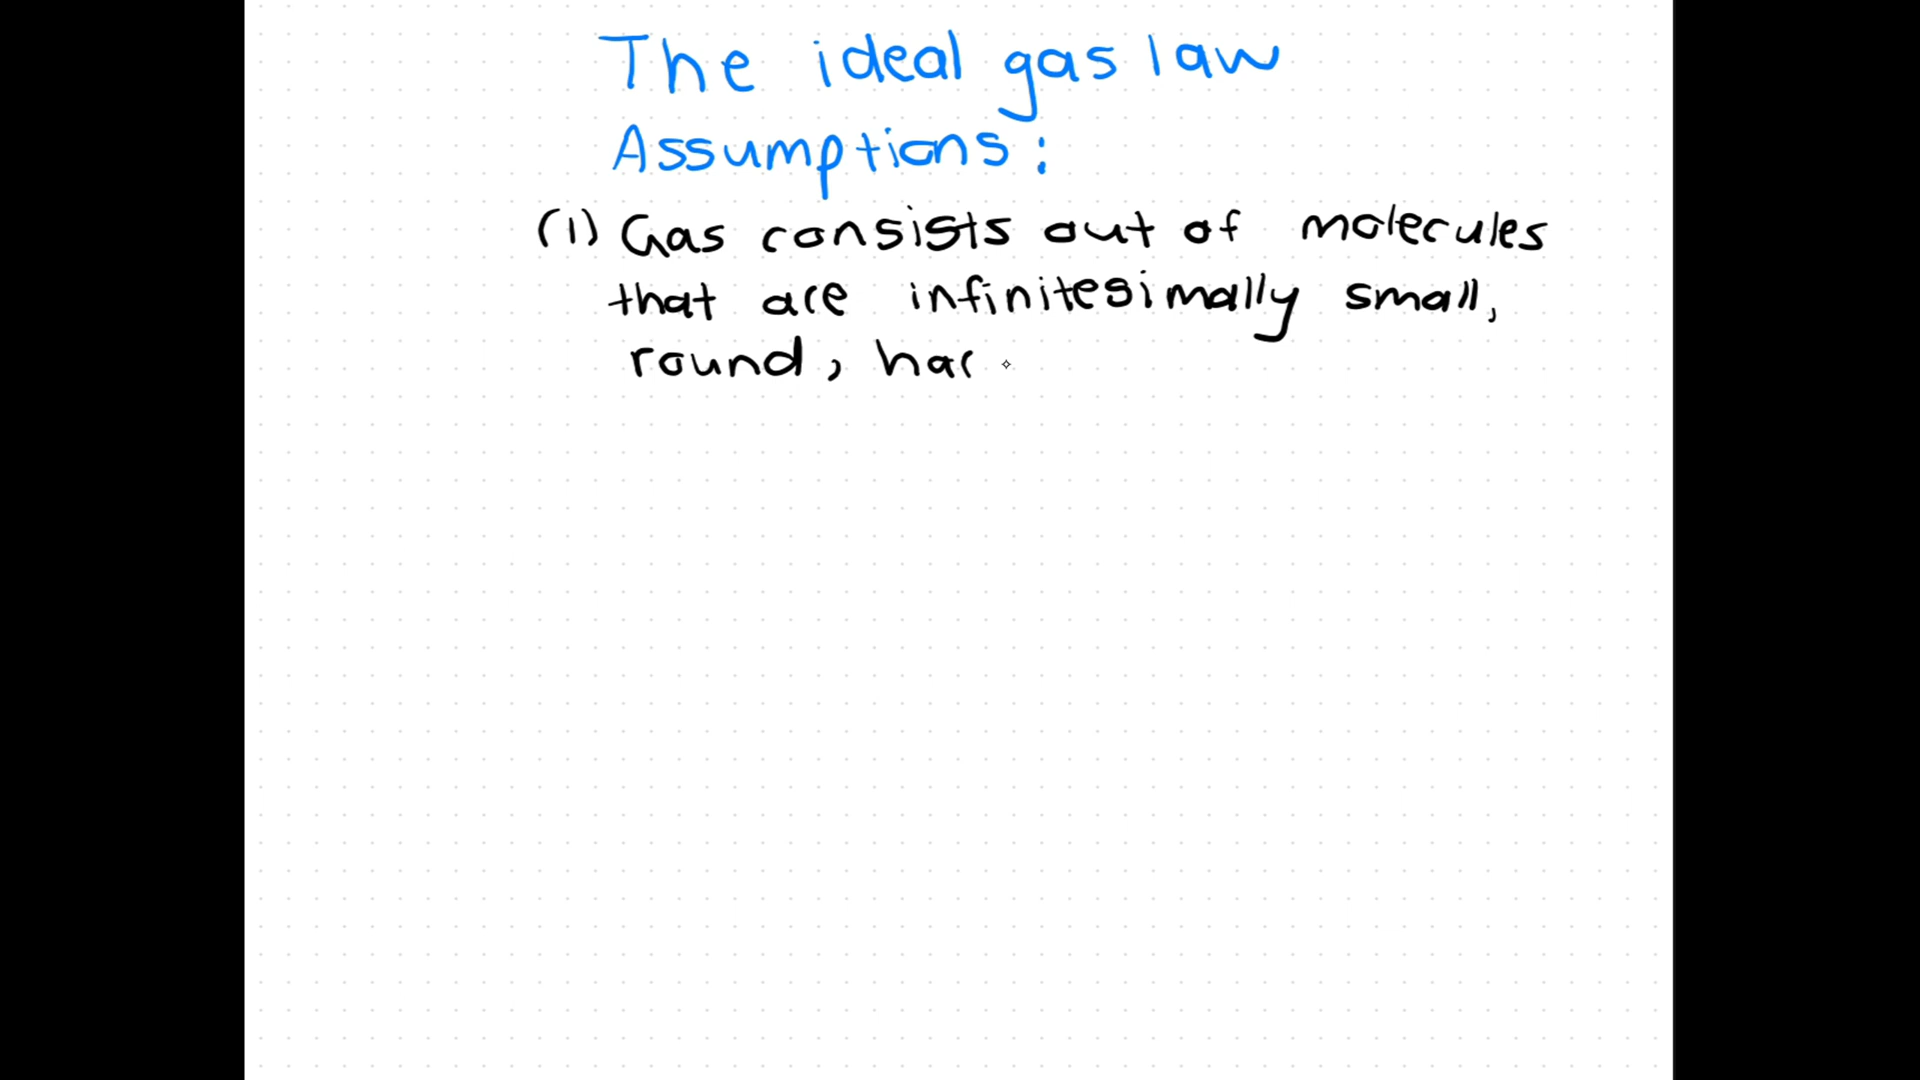 The ideal gas law
Assumptions:
(1) Gas consists out of molecules
that are infinitesimally small,
round, har